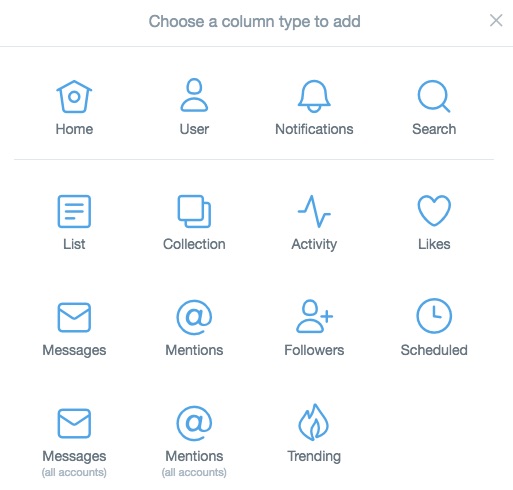 Choose a column type to add
Home
User
Notifications
Search
List
Collection
Activity
Likes
Messages
Mentions
Followers
Scheduled
Messages
(all accounts)
Mentions
(all accounts)
Trending